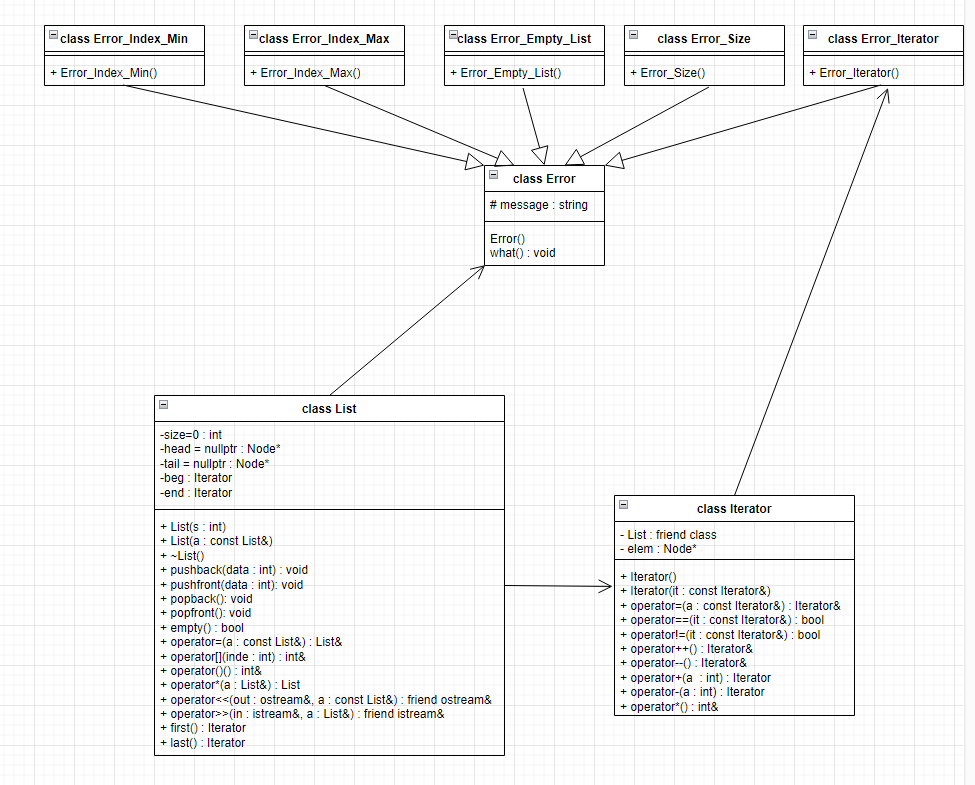 class Error_Index_Min
+ Error_Index_Min()
class Error_Index_Max
+ Error_Index_Max()
class Error_Empty_List
+ Error_Empty_List()
class Error_Size
+ Error_Size()
class Error_Iterator
+ Error_Iterator()
class Error
# message : string
Error()
what() : void
class List
-size=0 : int
-head = nullptr : Node*
-tail = nullptr : Node*
-beg : Iterator
-end : Iterator
+ List(s : int)
+ List(a : const List&)
+ ~List()
+ pushback(data : int) : void
+ pushfront(data : int): void
+ popback(): void
+ popfront(): void
+ empty() : bool
+ operator=(a : const List&) : List&
+ operator[](inde : int) : int&
+ operator()() : int&
+ operator*(a : List&) : List
+ operator<<(out : ostream&, a : const List&) : friend ostream&
+ operator>>(in : istream&, a : List&) : friend istream&
+ first() : Iterator
+ last() : Iterator
class Iterator
- List : friend class
- elem : Node*
+ Iterator()
+ Iterator(it : const Iterator&)
+ operator=(a : const Iterator&) : Iterator&
+ operator==(it : const Iterator&) : bool
+ operator!=(it : const Iterator&) : bool
+ operator++() : Iterator&
+ operator--() : Iterator&
+ operator+(a : int) : Iterator
+ operator-(a : int) : Iterator
+ operator*() : int&